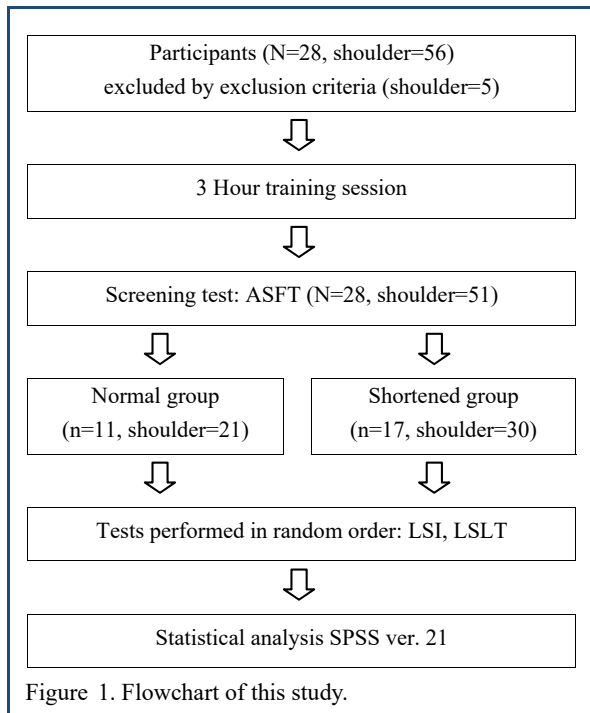 Participants (N=28, shoulder=56)
excluded by exclusion criteria (shoulder=5)
3 Hour training session
Screening test: ASFT (N=28, shoulder=51)
Normal group
(n=11, shoulder=21)
Shortened group
(n=17, shoulder=30)
Tests performed in random order: LSI, LSLT
Statistical analysis SPSS ver. 21
Figure 1. Flowchart of this study.